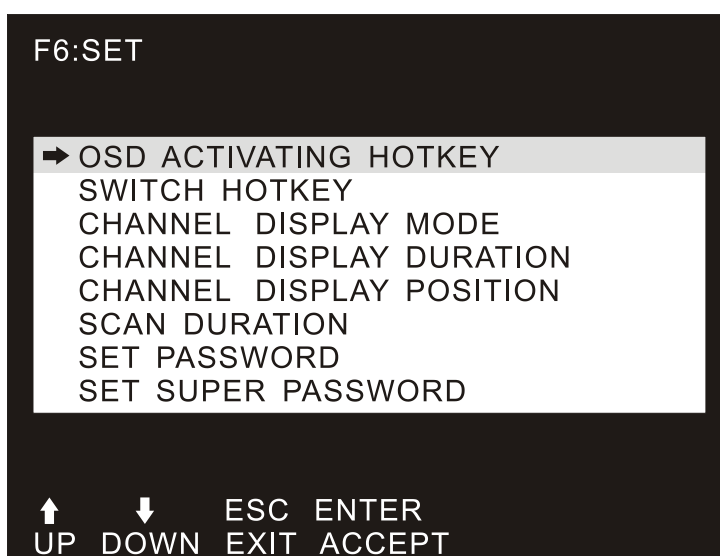 F6:SET
➡ OSD ACTIVATING HOTKEY
SWITCH HOTKEY
CHANNEL DISPLAY MODE
CHANNEL DISPLAY DURATION
CHANNEL DISPLAY POSITION
SCAN DURATION
SET PASSWORD
SET SUPER PASSWORD
⬆ ⬇ ESC ENTER
UP DOWN EXIT ACCEPT